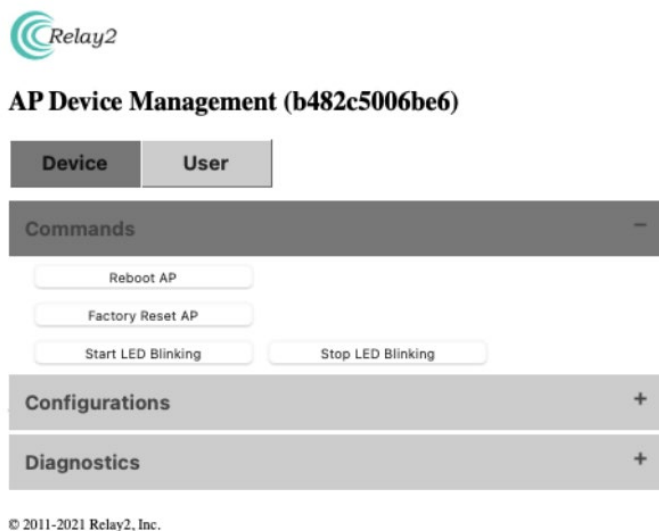 Relay2
AP Device Management (b482c5006be6)
Device User
Commands −
Reboot AP
Factory Reset AP
Start LED Blinking Stop LED Blinking
Configurations +
Diagnostics +
© 2011-2021 Relay2, Inc.